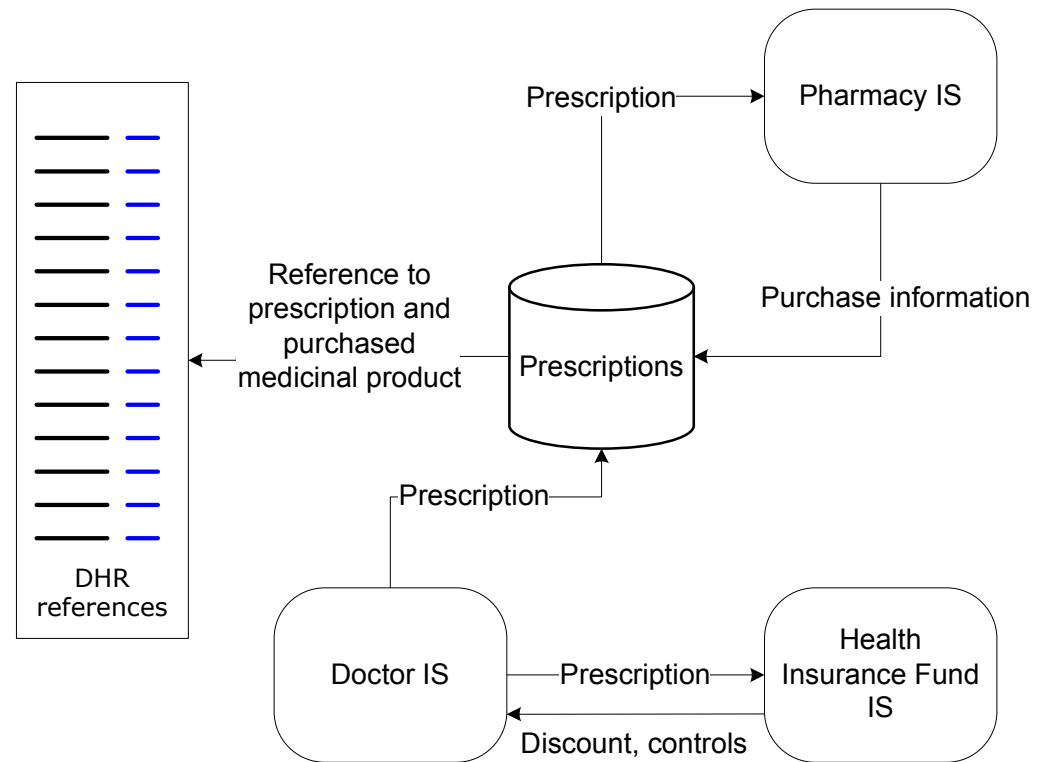 Prescription
Pharmacy IS
Reference to
prescription and
purchased
medicinal product
Purchase information
Prescriptions
Prescription
DHR
references
Doctor IS
Prescription
Health
Insurance Fund
IS
Discount, controls